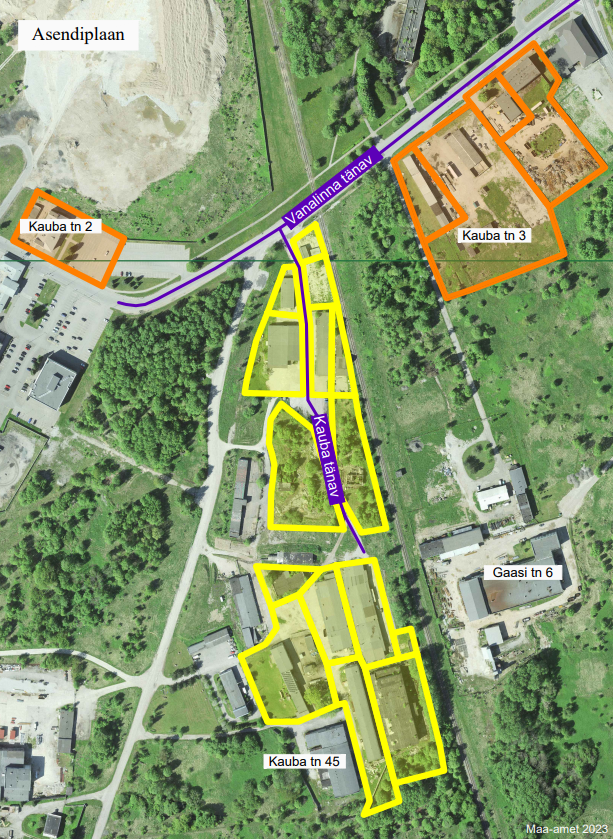 Asendiplaan
Vanalinna tänav
Kauba tn 2
Kauba tn 3
Kauba tänav
Gaasi tn 6
Kauba tn 45
Maa-amet 2023